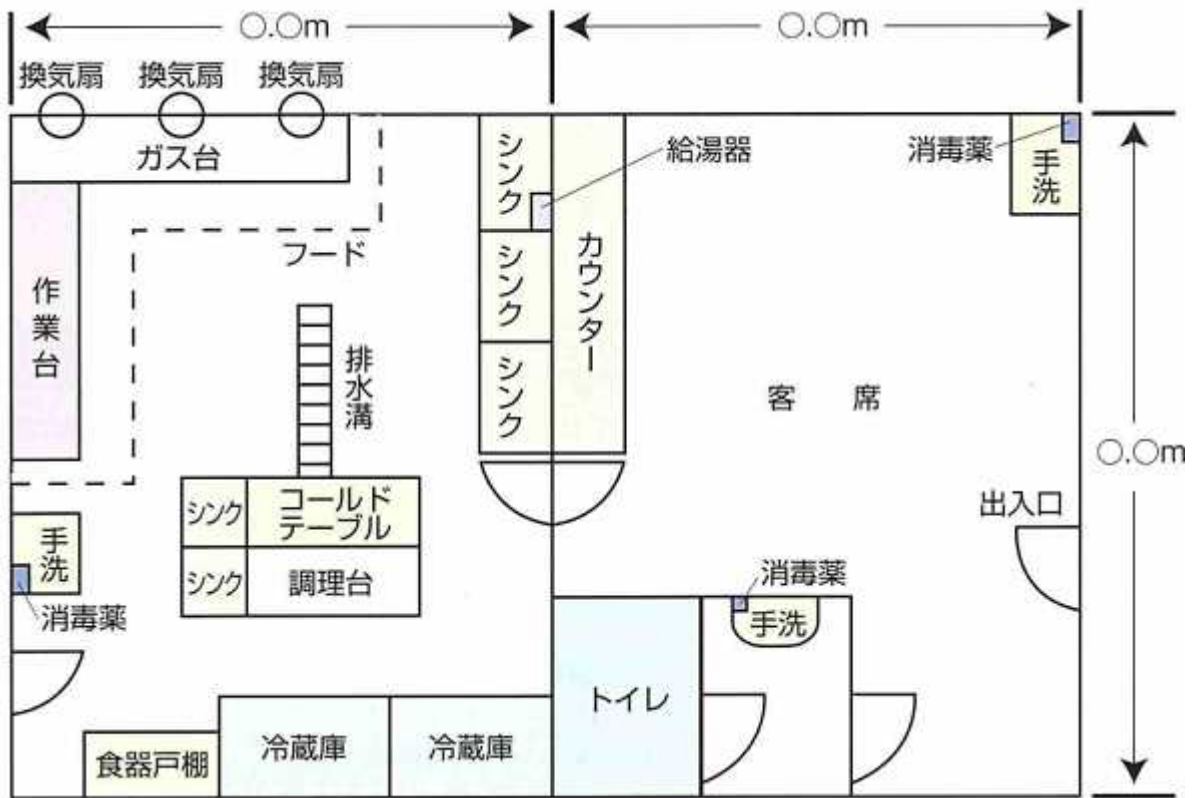 ○.○m
○.○m
換気扇
換気扇
換気扇
ガス台
シンク
給湯器
消毒薬
手洗
フード
作業台
シンク
カウンター
排水溝
シンク
客 席
○.○m
シンク
コールド
テーブル
出入口
手洗
シンク
調理台
消毒薬
消毒薬
手洗
トイレ
冷蔵庫
冷蔵庫
食器戸棚